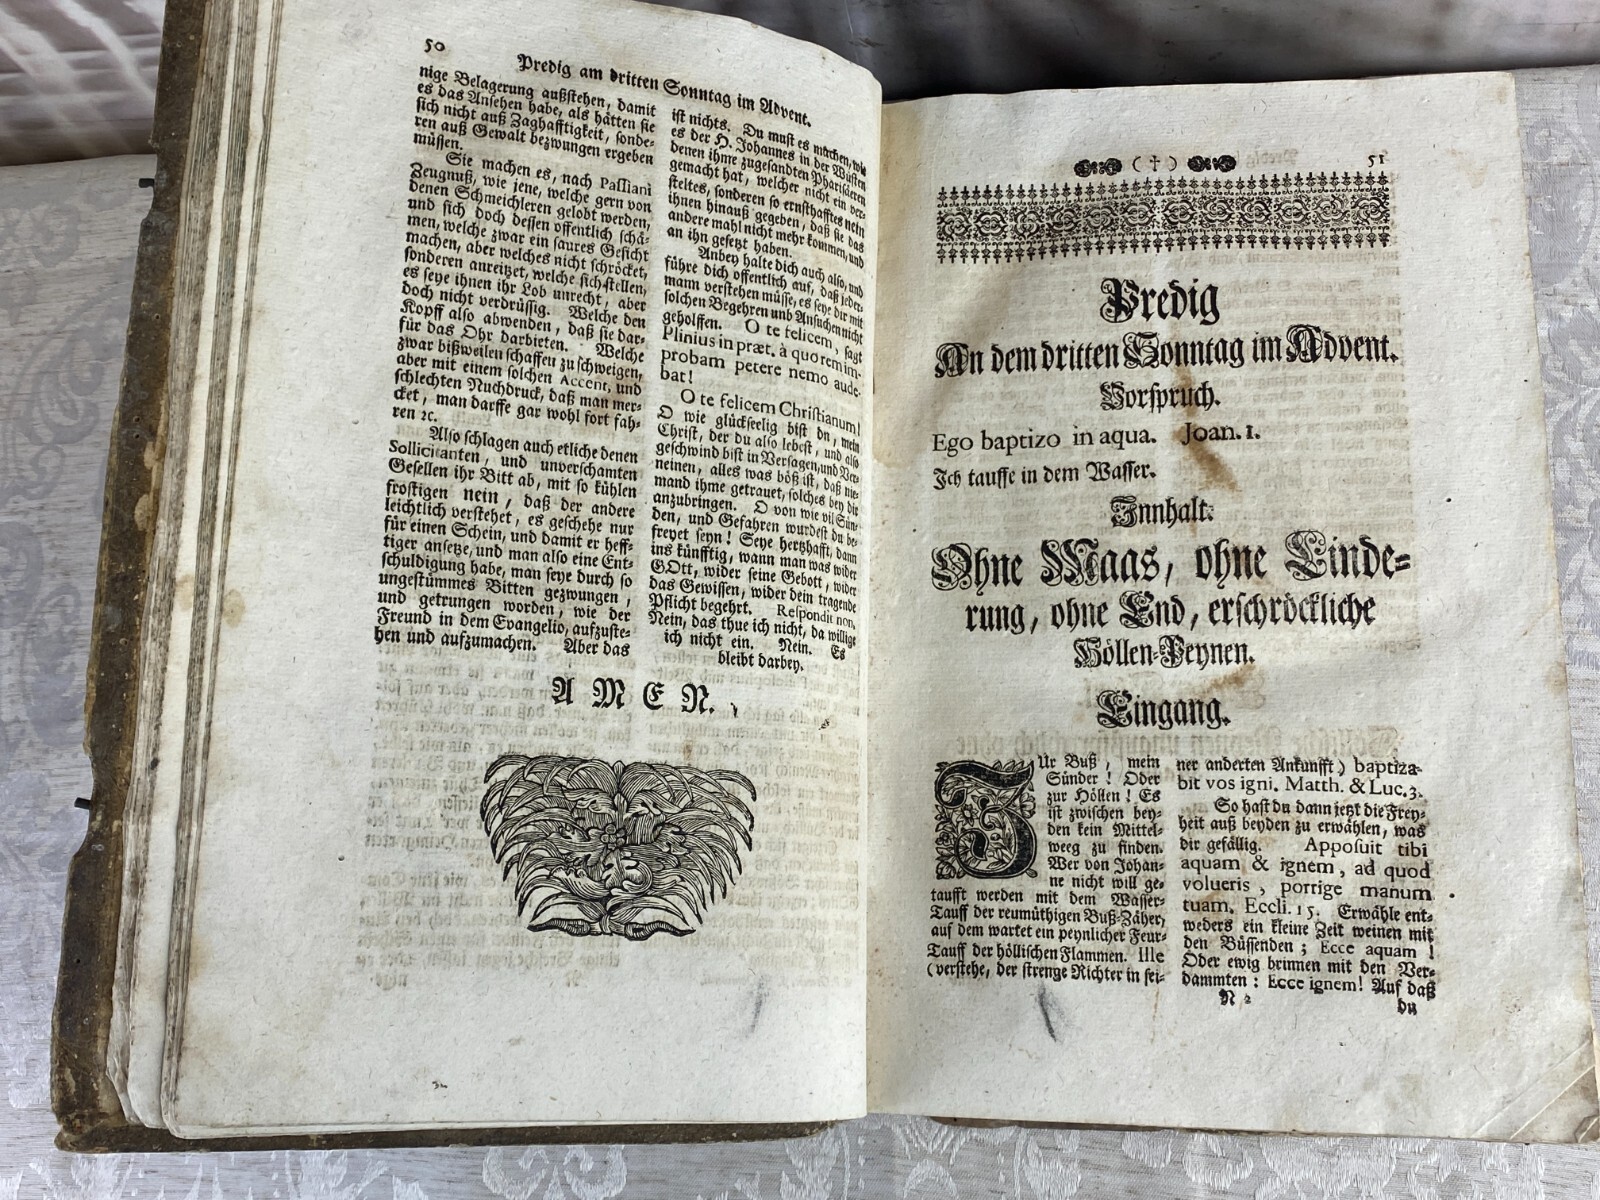 50
Predig am dritten Sonntag im Advent.
nige Belagerung außstehen, damit
es das Ansehen habe, als hätten sie
sich nicht auß Zaghafftigkeit, sonde-
ren auß Gewalt bezwungen ergeben
müssen.
Sie machen es, nach Passiani
Zeugnuß, wie jene, welche gern von
denen Schmeichleren gelobt werden,
und sich doch dessen offentlich schä-
men, welche zwar ein saures Gesicht
machen, aber welches nicht schröcket,
sonderen anreitzet, welche sich stellen,
es seye ihnen ihr Lob unrecht, aber
doch nicht verdrüssig. Welche den
Kopff also abwenden, daß sie dar-
für das Ohr darbieten. Welche
zwar bißweilen schaffen zu schweigen,
aber mit einem solchen Accent, und
schlechten Nuchdruck, daß man mer-
cket, man darffe gar wohl fort fah-
ren ꝛc.
Also schlagen auch etliche denen
Sollicitanten, und unverschamten
Gesellen ihr Bitt ab, mit so kühlen
frostigen nein, daß der andere
leichtlich verstehet, es geschehe nur
für einen Schein, und damit er heff-
tiger ansetze, und man also eine Ent-
schuldigung habe, man seye durch so
ungestümmes Bitten gezwungen,
und getrungen worden, wie der
Freund in dem Evangelio, aufzuste-
hen und aufzumachen. Aber das
ist nichts. Du must es machen, wie
es der H. Johannes in der Wüsten
denen ihme zugesandten Pharisäeren
gemacht hat, welcher nicht ein ver-
steltes, sonderen so ernsthafftes nein
ihnen hinauß gegeben, daß sie das
andere mahl nicht mehr kommen, und
an ihn gesetzt haben.
Anbey halte dich auch also, und
führe dich offentlich auf, daß jeder-
mann verstehen müsse, es seye dir mit
solchen Begehren und Ansuchen nicht
geholffen. O te felicem, sagt
Plinius in præt. à quo rem im-
probam petere nemo aude-
bat!
O te felicem Christianum!
O wie glückseelig bist du, mein
Christ, der du also lebest, und also
geschwind bist in Versagen, und Ver-
neinen, alles was böß ist, daß nie-
mand ihme getrauet, solches bey dir
anzubringen. O von wie vil Sün-
den, und Gefahren wurdest du be-
freyet seyn! Seye hertzhafft, dann
ins künfftig, wann man was wider
GOtt, wider seine Gebott, wider
das Gewissen, wider dein tragende
Pflicht begehrt. Respondit non,
Nein, das thue ich nicht, da willige
ich nicht ein. Nein. Es
bleibt darbey.
A M E N.
( † )
51
Predig
An dem dritten Sonntag im Advent.
Vorspruch.
Ego baptizo in aqua. Joan. 1.
Ich tauffe in dem Wasser.
Innhalt.
Ohne Maas, ohne Linde-
rung, ohne End, erschröckliche
Höllen-Peynen.
Eingang.
Zur Buß, mein
Sünder! Oder
zur Höllen! Es
ist zwischen bey-
den kein Mittel-
weeg zu finden.
Wer von Johan-
ne nicht will ge-
taufft werden mit dem Wasser-
Tauff der reumüthigen Buß-Zäher,
auf dem wartet ein peynlicher Feur-
Tauff der höllischen Flammen. Ille
(verstehe, der strenge Richter in sei-
ner anderten Ankunfft) baptiza-
bit vos igni. Matth. & Luc. 3.
So hast du dann jetzt die Frey-
heit auß beyden zu erwählen, was
dir gefällig. Apposuit tibi
aquam & ignem, ad quod
volueris, porrige manum
tuam. Eccli. 15. Erwähle ent-
weders ein kleine Zeit weinen mit
den Büssenden; Ecce aquam!
Oder ewig brinnen mit den Ver-
dammten: Ecce ignem! Auf daß
N 2
du